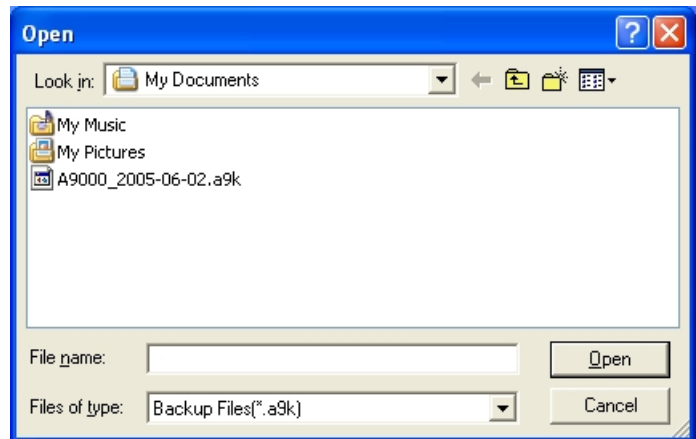 Open
Look in: My Documents
My Music
My Pictures
A9000_2005-06-02.a9k
File name:
Open
Files of type: Backup Files(*.a9k)
Cancel